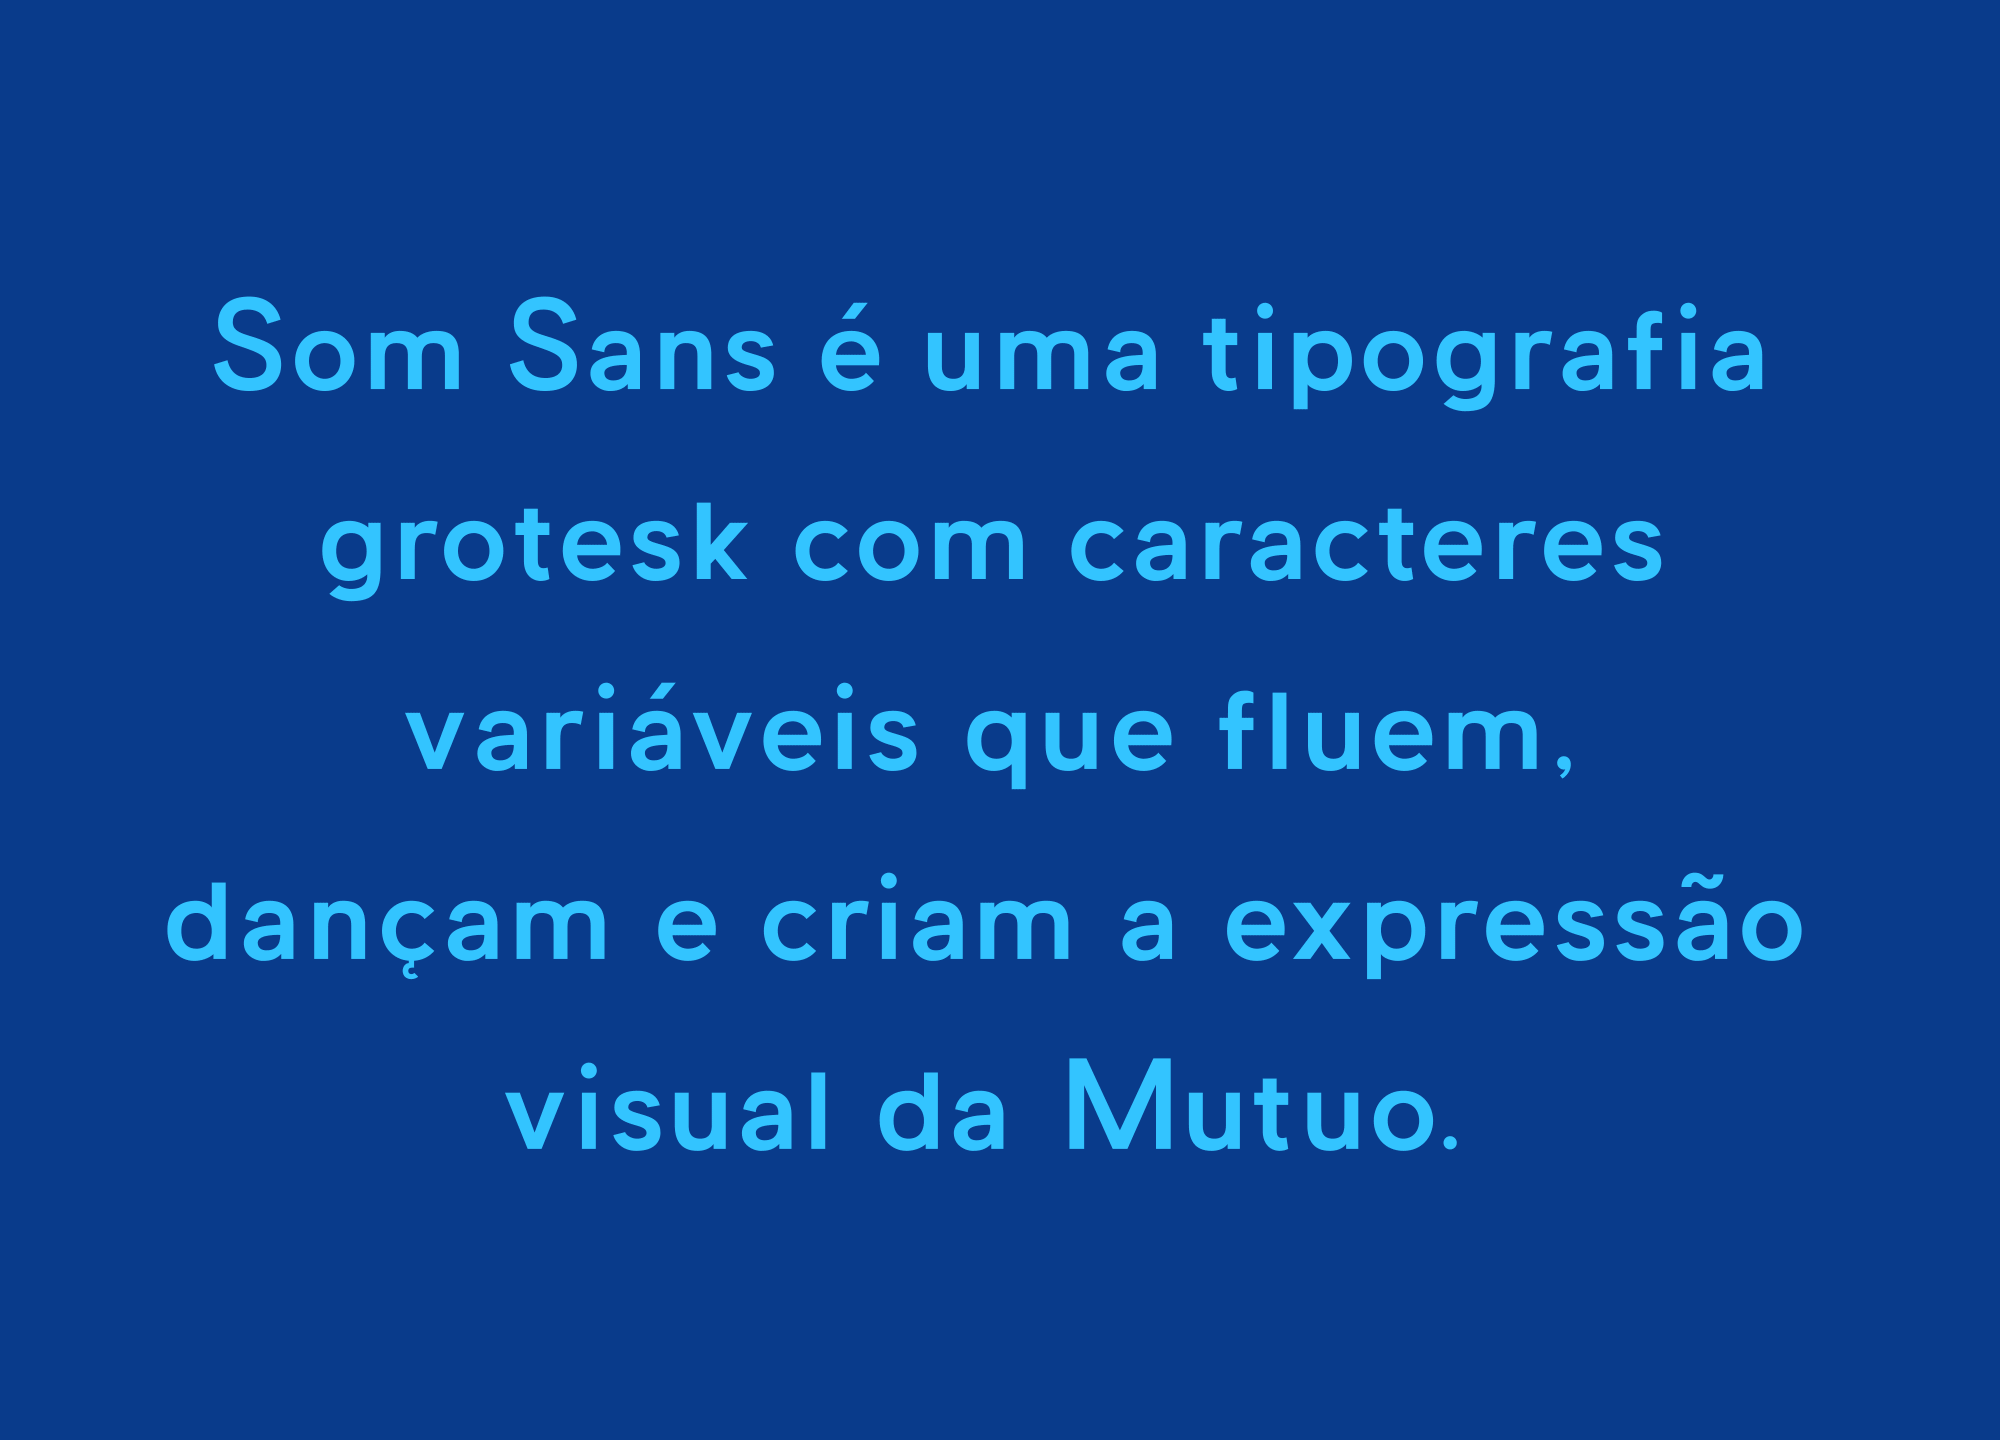 Som Sans é uma tipografia
grotesk com caracteres
variáveis que fluem,
dançam e criam a expressão
visual da Mutuo.